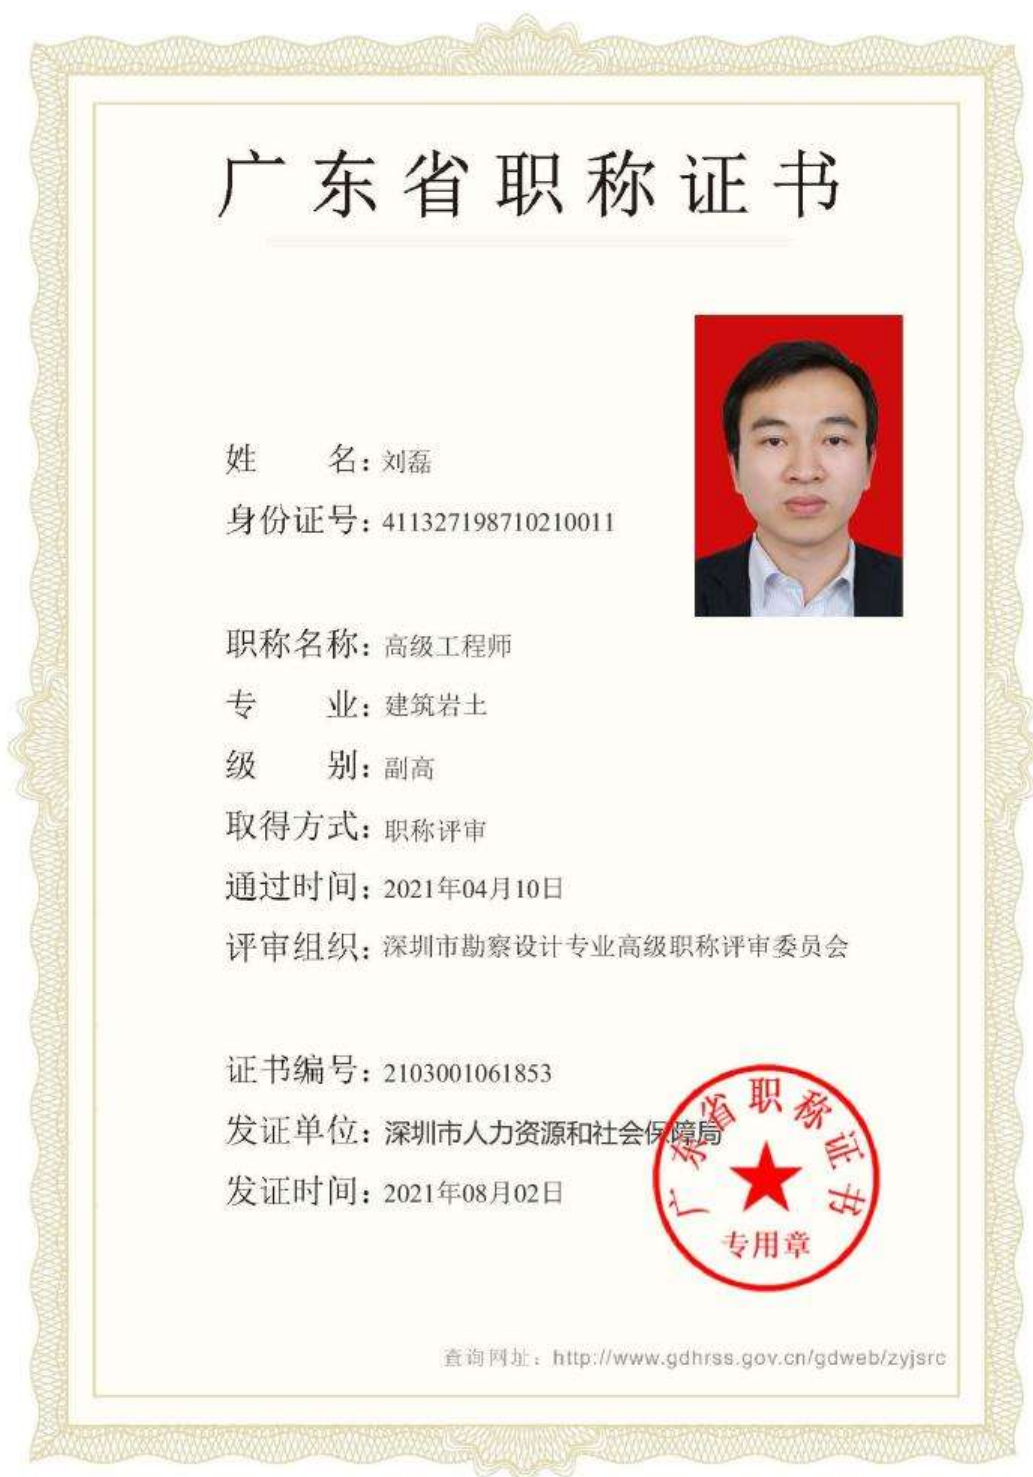 广东省职称证书
姓 名：刘磊
身份证号：411327198710210011
职称名称：高级工程师
专 业：建筑岩土
级 别：副高
取得方式：职称评审
通过时间：2021年04月10日
评审组织：深圳市勘察设计专业高级职称评审委员会
证书编号：2103001061853
发证单位：深圳市人力资源和社会保障局
发证时间：2021年08月02日
广东省职称证书
专用章
查询网址：http://www.gdhrss.gov.cn/gdweb/zyjsrc